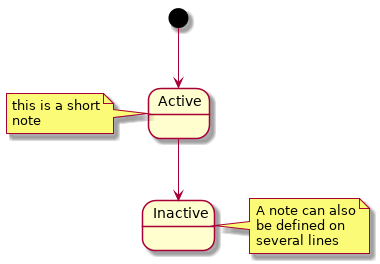 Active
this is a short
note
Inactive
A note can also
be defined on
several lines